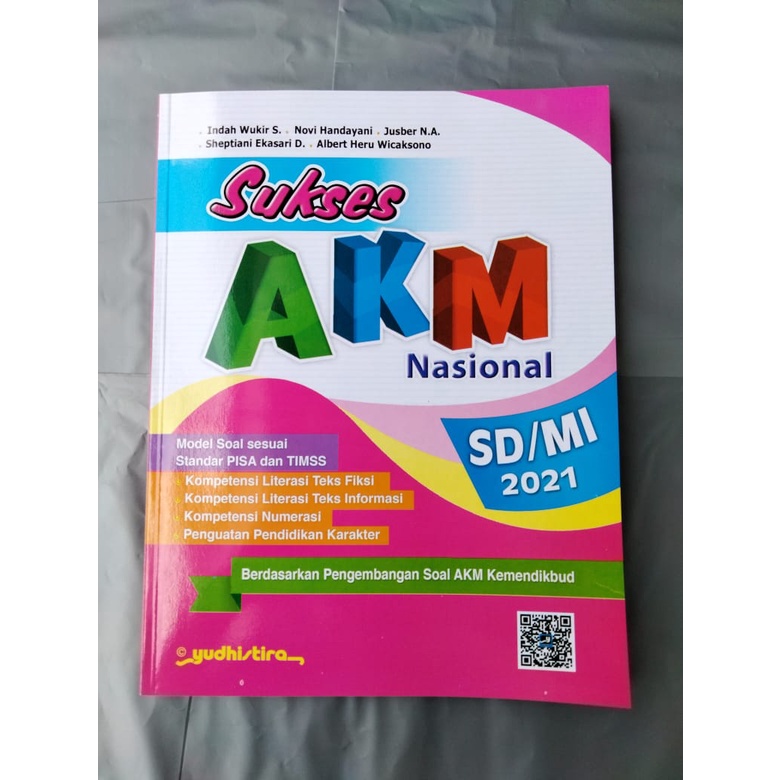 • Indah Wukir S. • Novi Handayani • Jusber N.A.
• Sheptiani Ekasari D. • Albert Heru Wicaksono
Sukses
AKM
Nasional
SD/MI
2021
Model Soal sesuai
Standar PISA dan TIMSS
• Kompetensi Literasi Teks Fiksi
• Kompetensi Literasi Teks Informasi
• Kompetensi Numerasi
• Penguatan Pendidikan Karakter
Berdasarkan Pengembangan Soal AKM Kemendikbud
© yudhistira